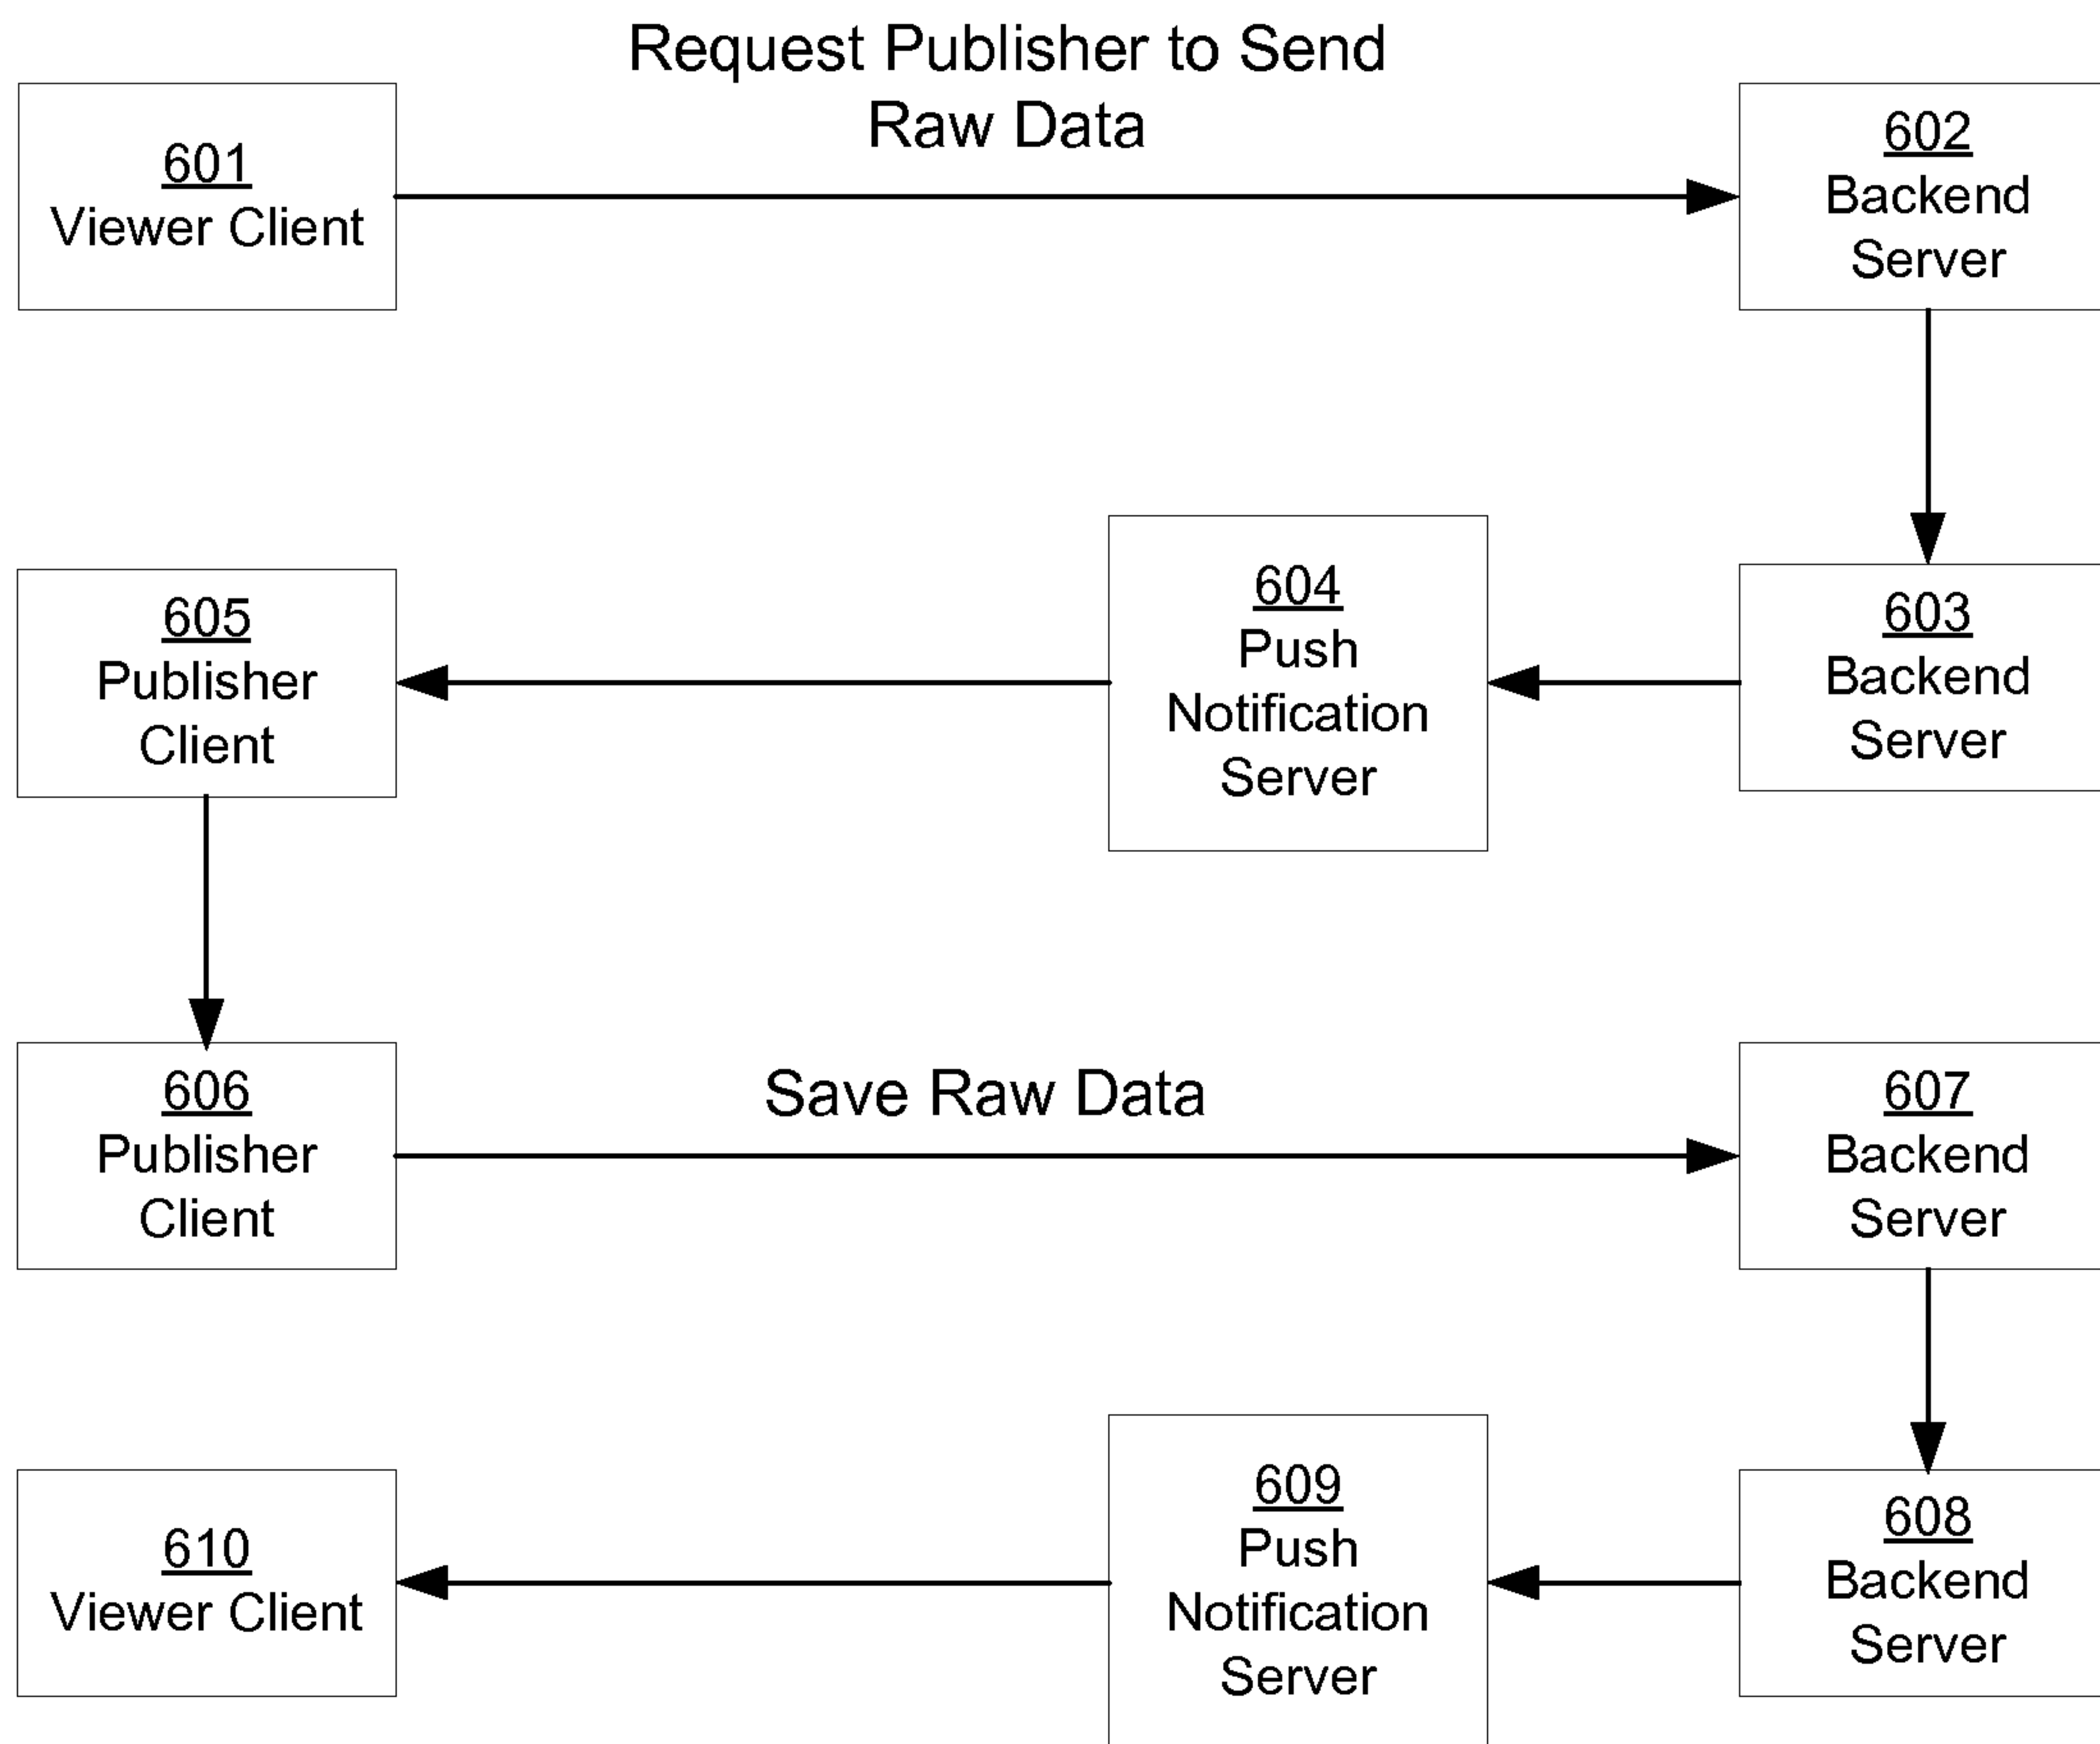 Request Publisher to Send
Raw Data
601
Viewer Client
602
Backend
Server
605
Publisher
Client
604
Push
Notification
Server
603
Backend
Server
606
Publisher
Client
Save Raw Data
607
Backend
Server
610
Viewer Client
609
Push
Notification
Server
608
Backend
Server